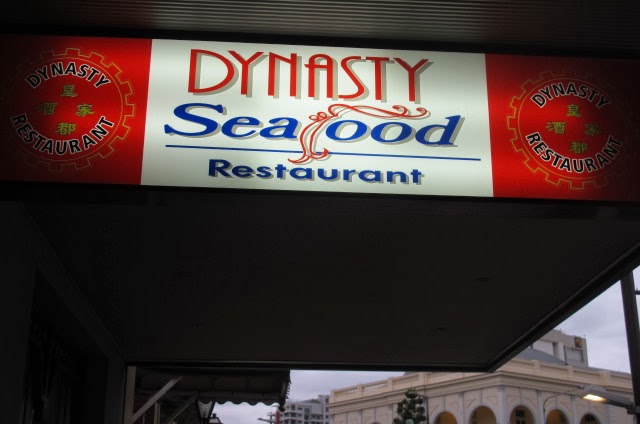 DYNASTY
皇
酒 家
都
RESTAURANT
DYNASTY
Seafood
Restaurant
DYNASTY
皇
酒 家
都
RESTAURANT